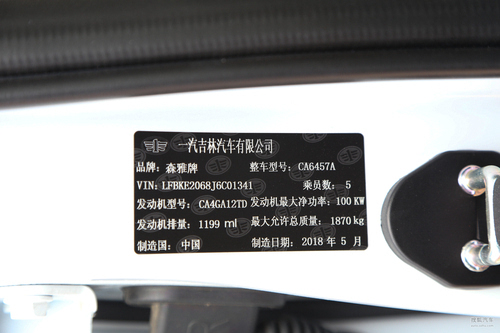 一汽吉林汽车有限公司
品牌: 森雅牌 整车型号: CA6457A
VIN: LFBKE2068J6C01341 乘员数: 5
发动机型号: CA4GA12TD 发动机最大净功率: 100 KW
发动机排量: 1199 ml 最大允许总质量: 1870 kg
制造国: 中国 制造日期: 2018 年 5 月